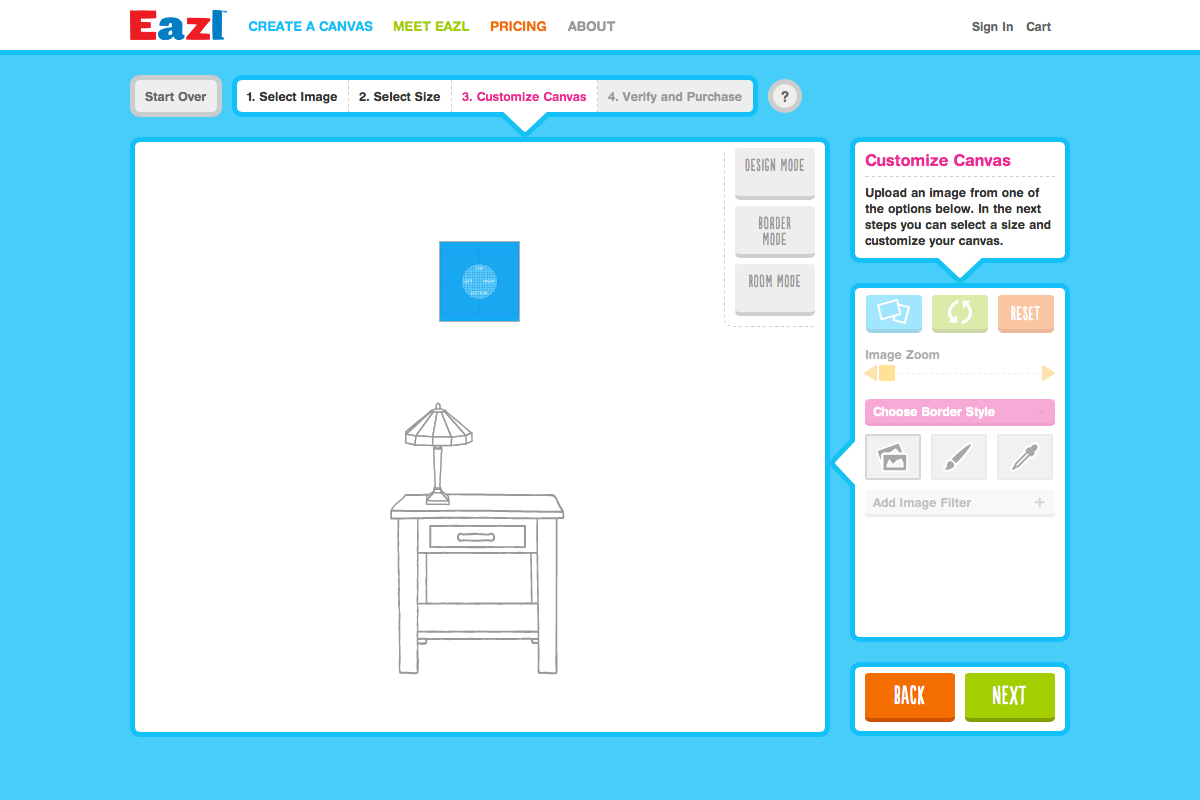 Eazl™
CREATE A CANVAS
MEET EAZL
PRICING
ABOUT
Sign In
Cart
Start Over
1. Select Image
2. Select Size
3. Customize Canvas
4. Verify and Purchase
?
DESIGN MODE
BORDER
MODE
ROOM MODE
Customize Canvas
Upload an image from one of
the options below. In the next
steps you can select a size and
customize your canvas.
RESET
Image Zoom
Choose Border Style -
Add Image Filter +
BACK
NEXT